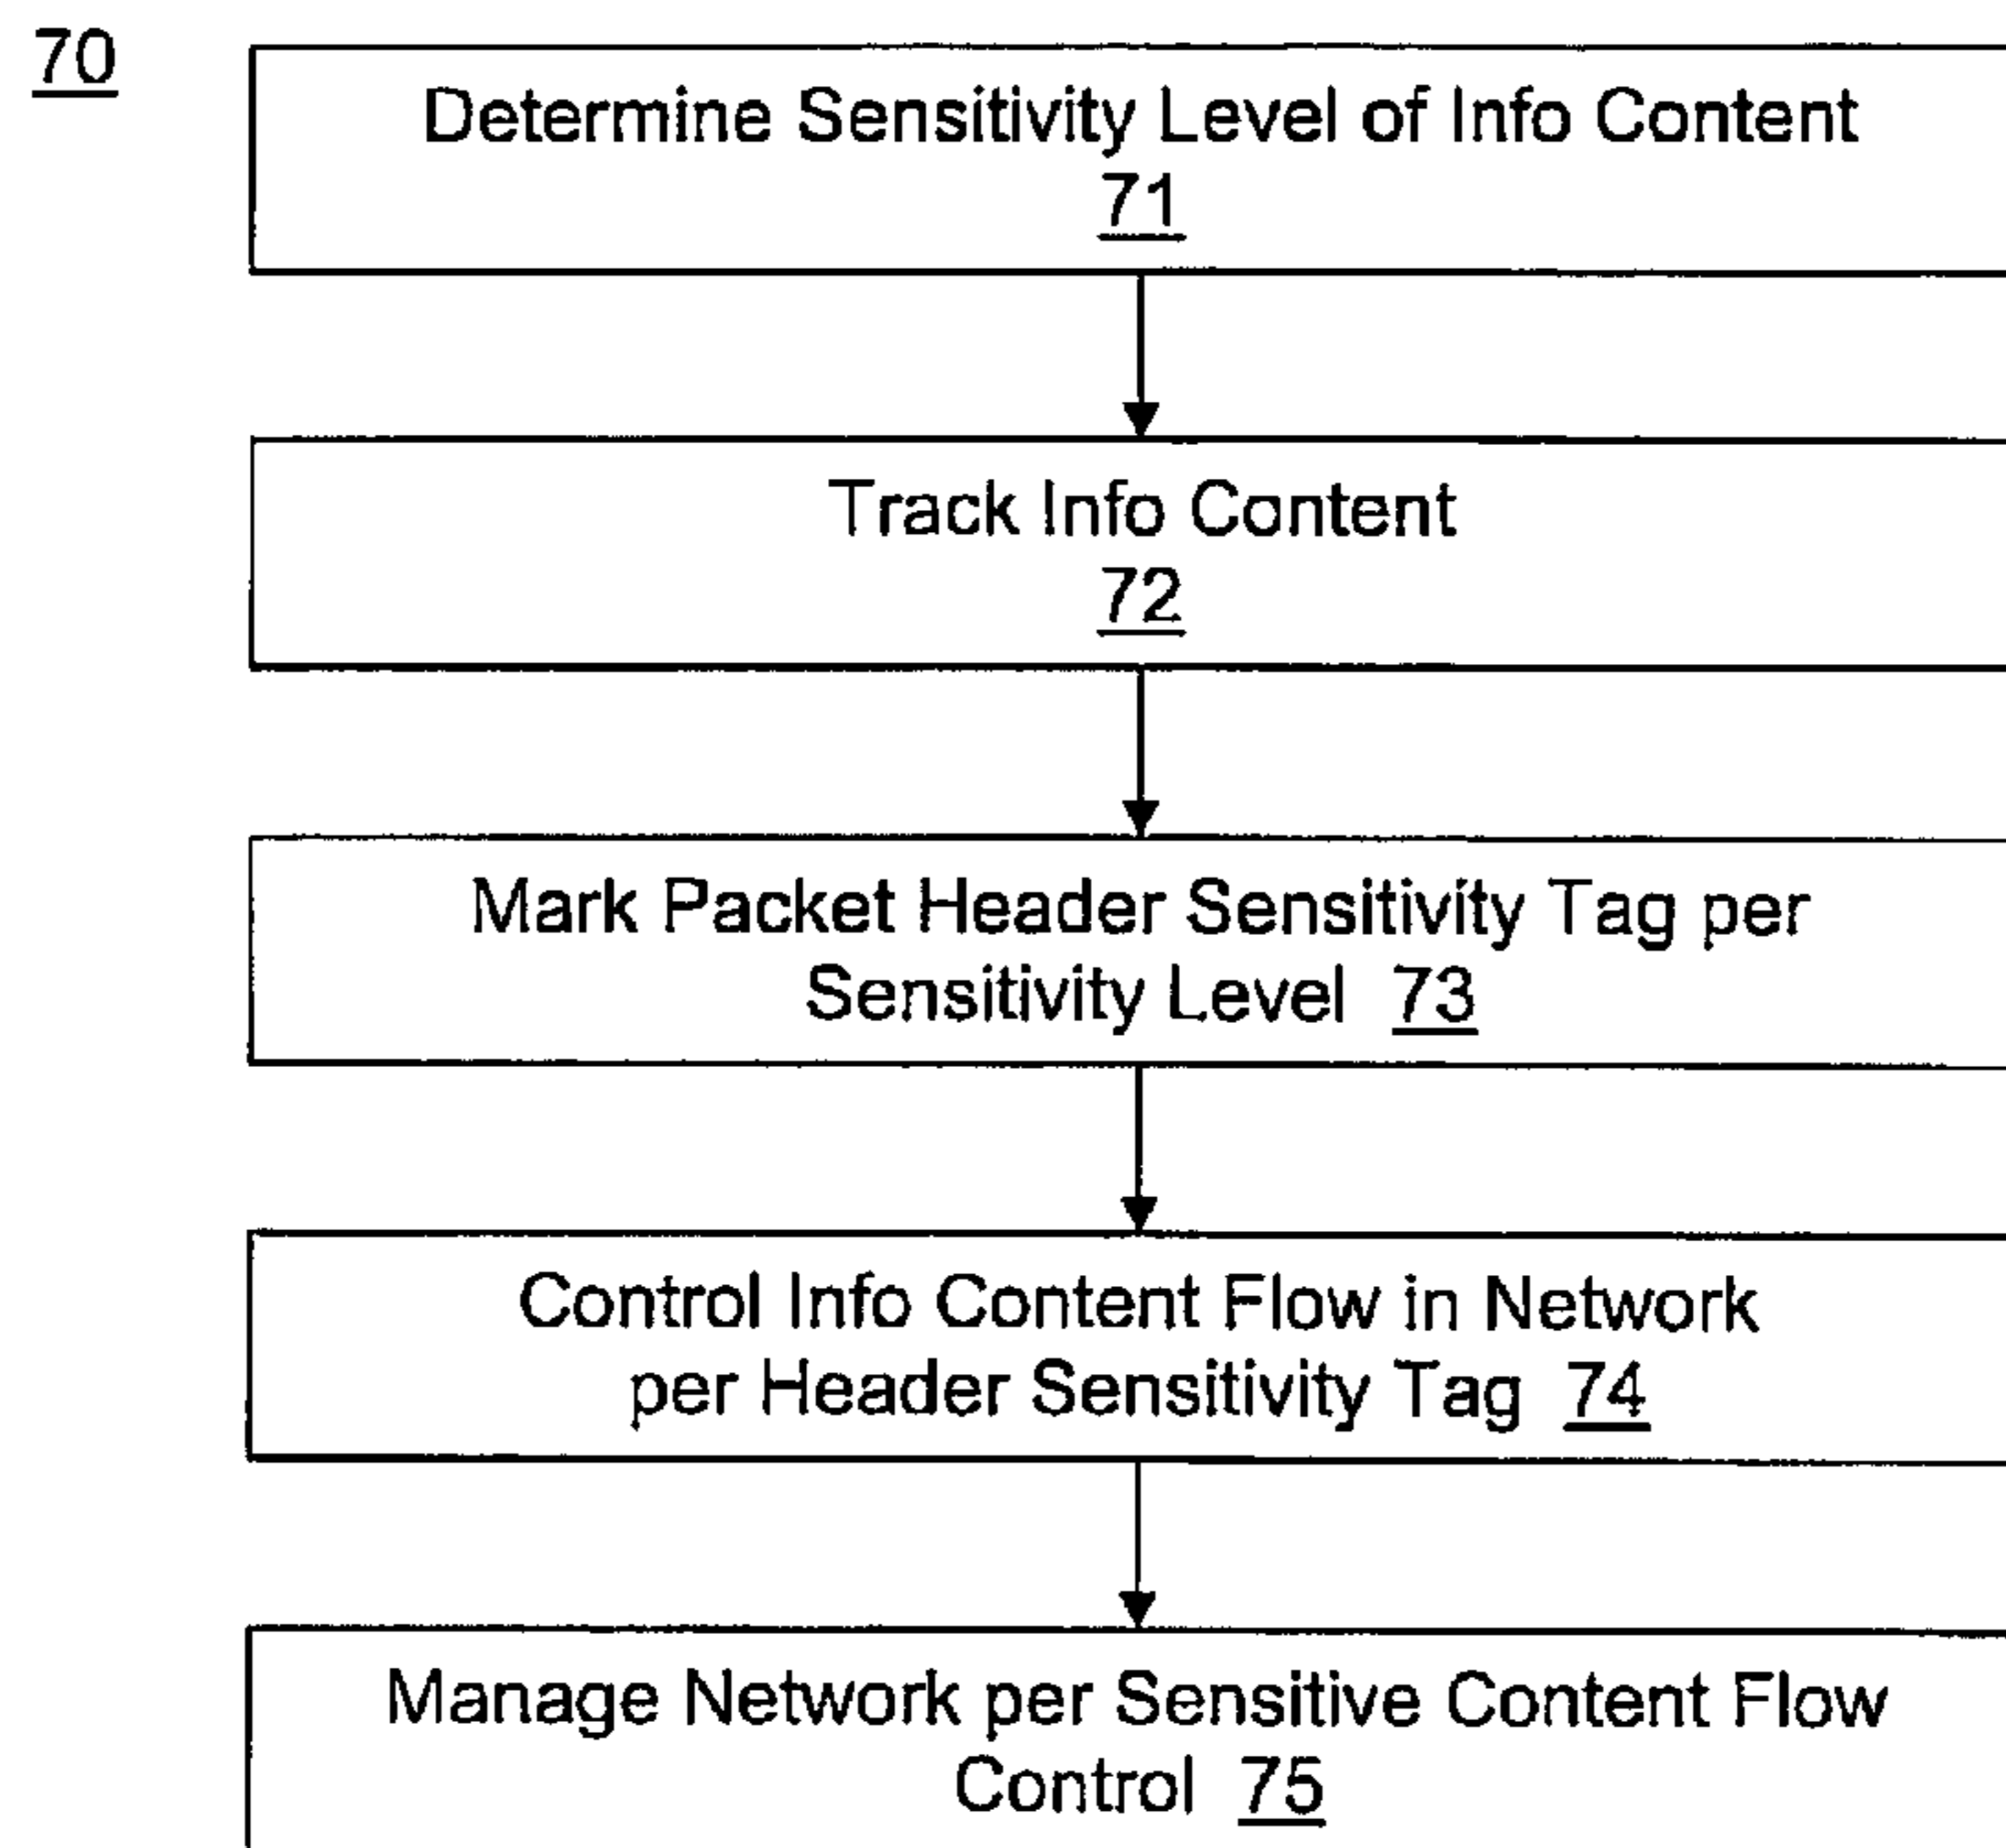 70
Determine Sensitivity Level of Info Content
71
Track Info Content
72
Mark Packet Header Sensitivity Tag per
Sensitivity Level 73
Control Info Content Flow in Network
per Header Sensitivity Tag 74
Manage Network per Sensitive Content Flow
Control 75